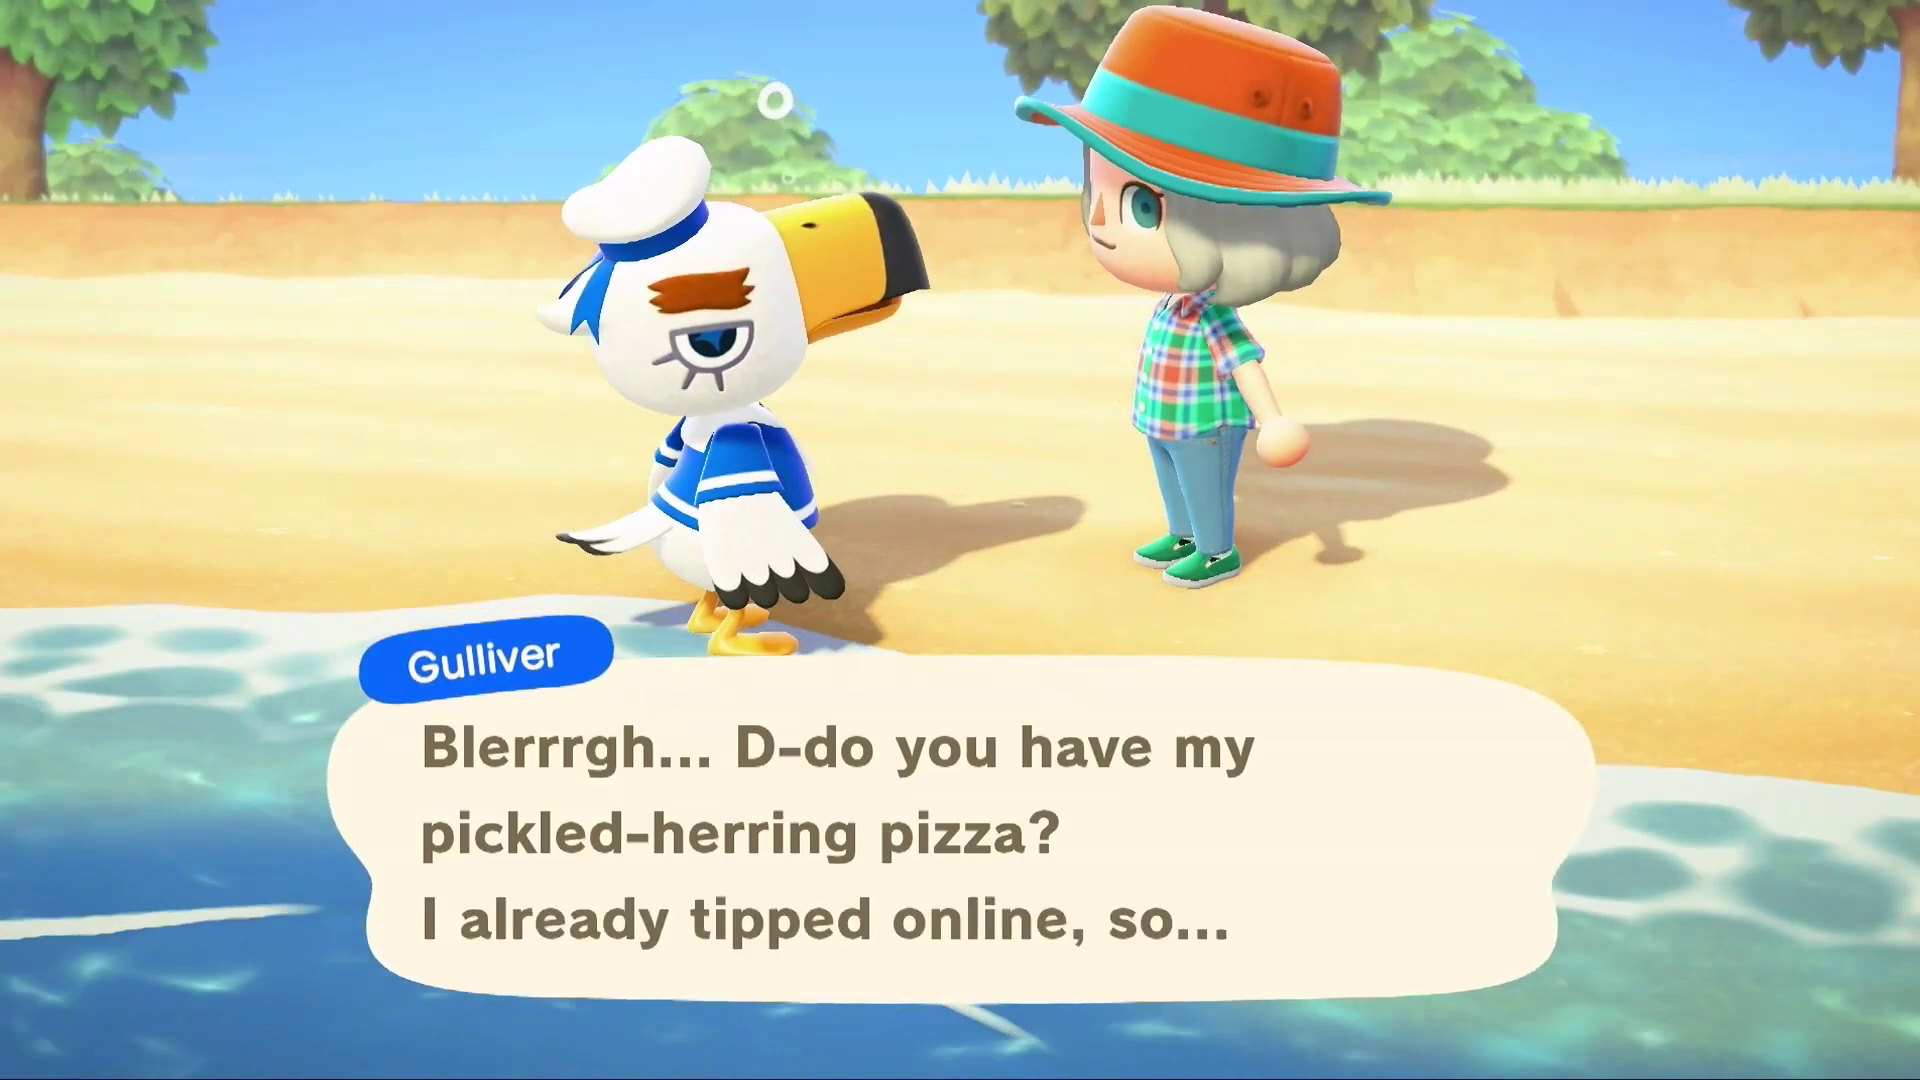 Gulliver
Blerrrgh... D-do you have my
pickled-herring pizza?
I already tipped online, so...